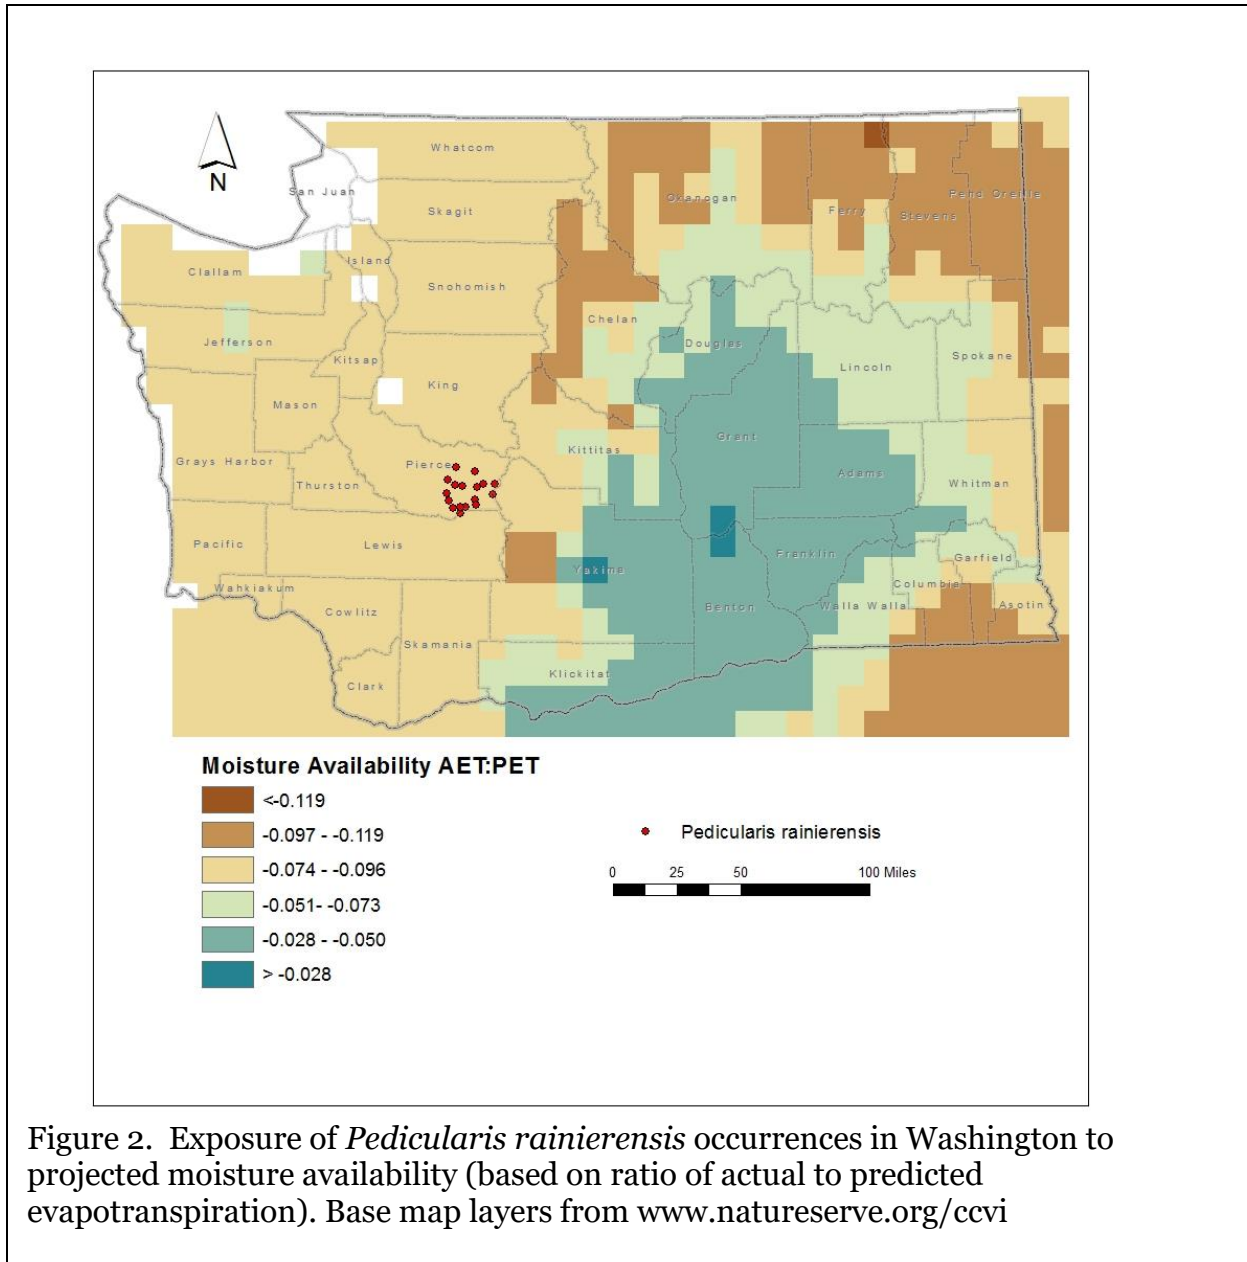 N
Whatcom
San Juan
Skagit
Okanogan
Ferry
Stevens
Pend Oreille
Island
Clallam
Snohomish
Chelan
Jefferson
Douglas
Kitsap
Lincoln
Spokane
King
Mason
Grant
Kittitas
Grays Harbor
Pierce
Adams
Thurston
Whitman
Pacific
Lewis
Yakima
Franklin
Garfield
Wahkiakum
Columbia
Cowlitz
Benton
Walla Walla
Asotin
Skamania
Klickitat
Clark
Moisture Availability AET:PET
<-0.119
-0.097 - -0.119
-0.074 - -0.096
-0.051- -0.073
-0.028 - -0.050
> -0.028
Pedicularis rainierensis
0 25 50 100 Miles
Figure 2. Exposure of Pedicularis rainierensis occurrences in Washington to
projected moisture availability (based on ratio of actual to predicted
evapotranspiration). Base map layers from www.natureserve.org/ccvi